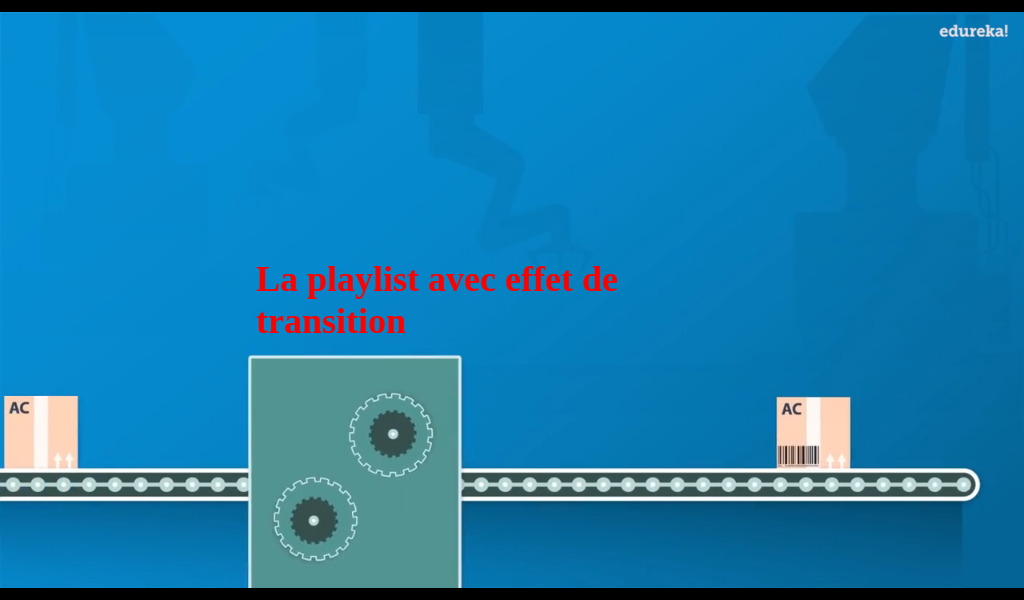 edureka!
La playlist avec effet de
transition
AC
AC